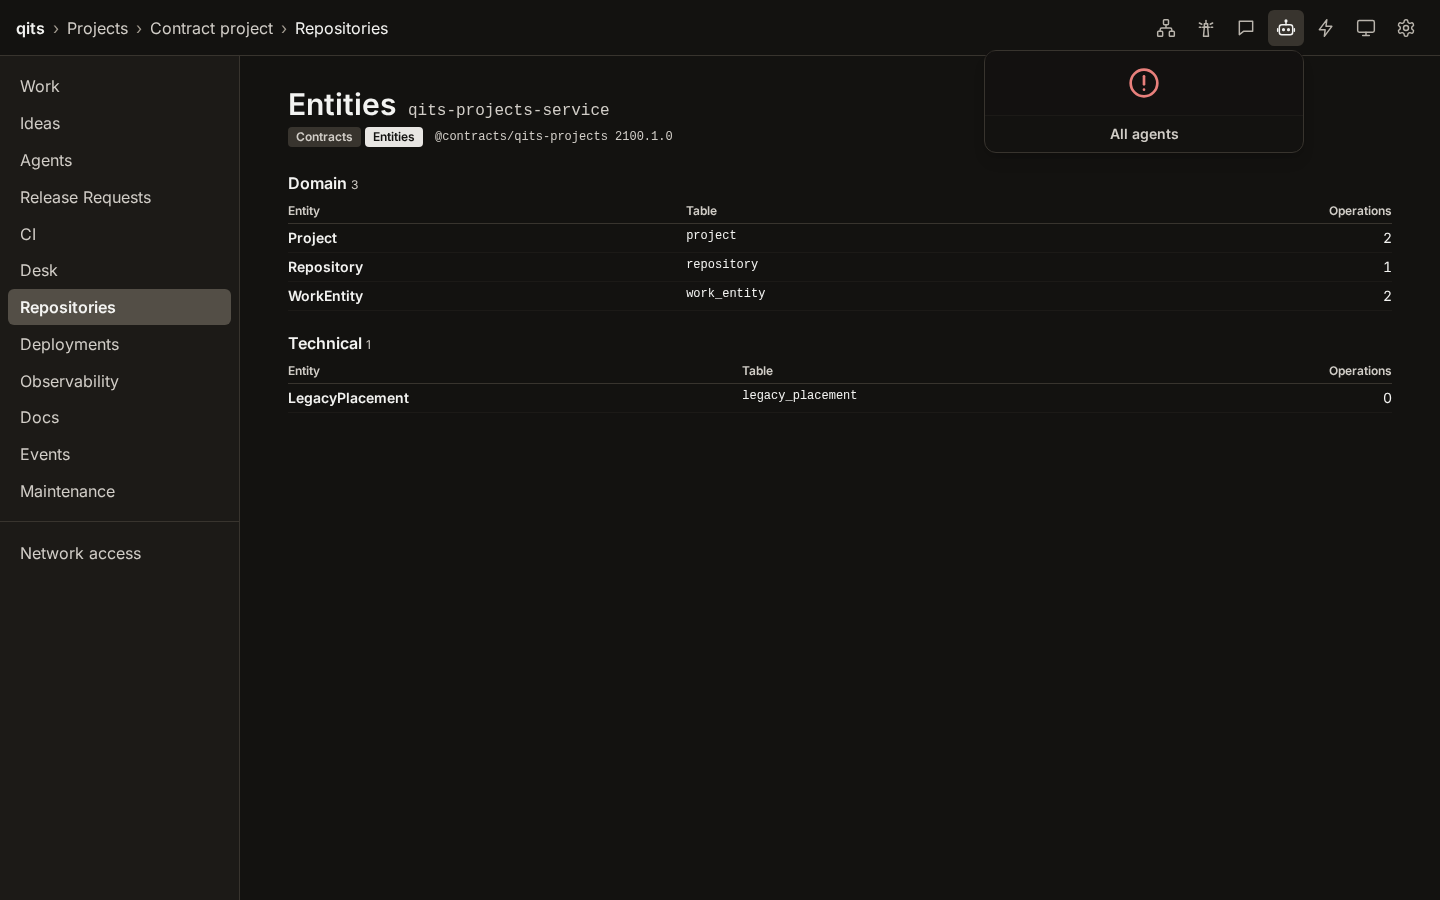 qits › Projects › Contract project › Repositories
All agents
Work
Ideas
Agents
Release Requests
CI
Desk
Repositories
Deployments
Observability
Docs
Events
Maintenance
Network access
Entities qits-projects-service
Contracts Entities @contracts/qits-projects 2100.1.0
Domain 3
Entity Table Operations
Project project 2
Repository repository 1
WorkEntity work_entity 2
Technical 1
Entity Table Operations
LegacyPlacement legacy_placement 0